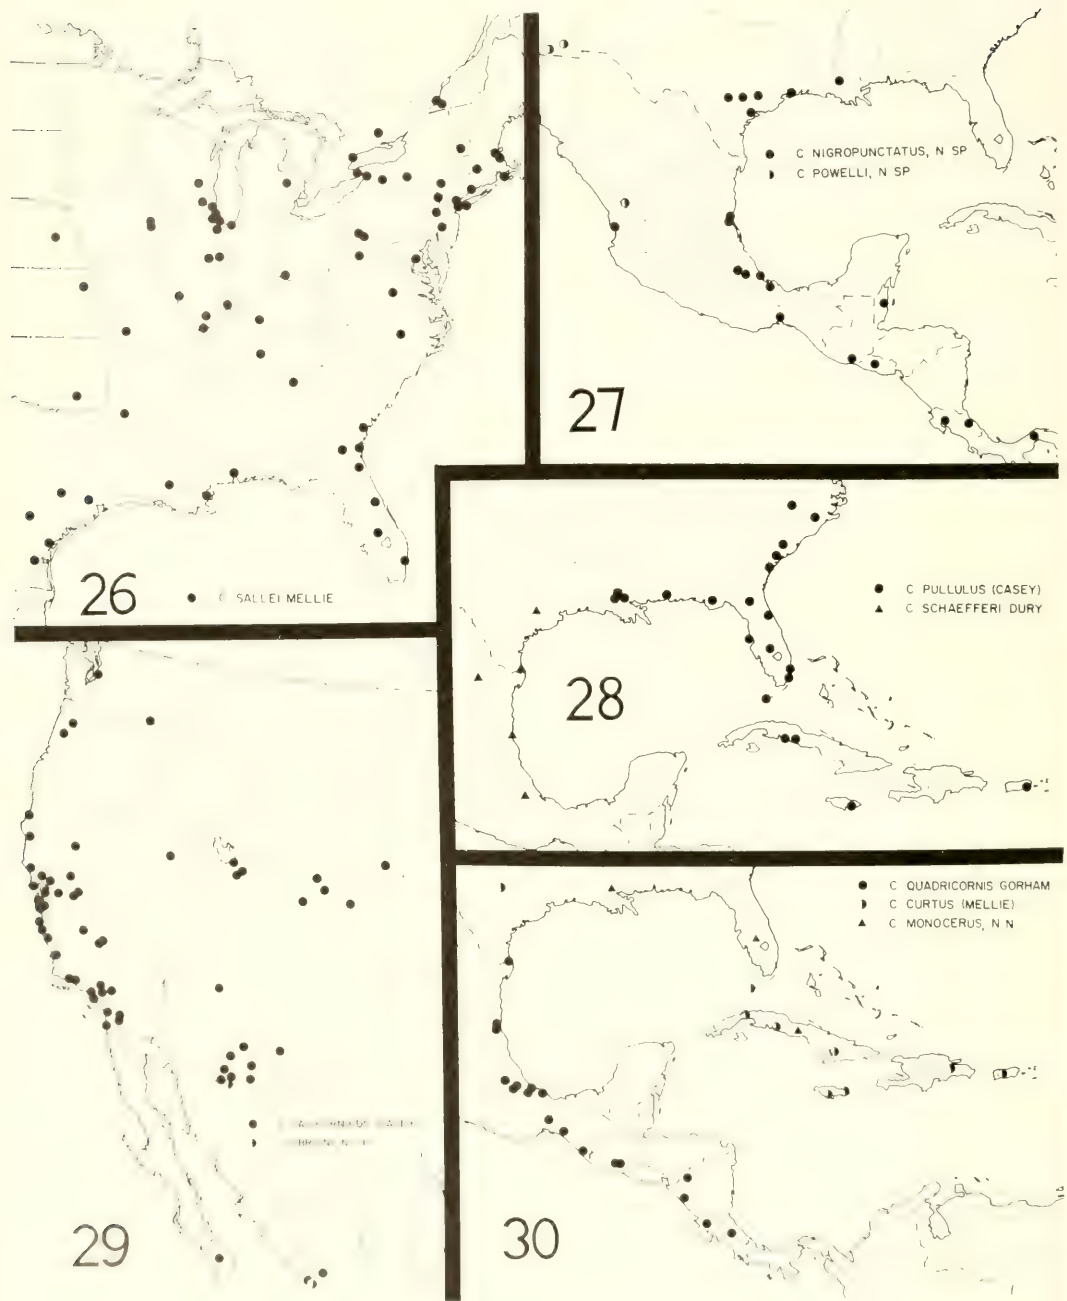 27
C NIGROPUNCTATUS, N SP
C POWELLI, N SP
26
C SALLEI MELLIE
28
C PULLULUS (CASEY)
C SCHAEFFERI DURY
29
30
C QUADRICORNIS GORHAM
C CURTUS (MELLIE)
C MONOCERUS, N N